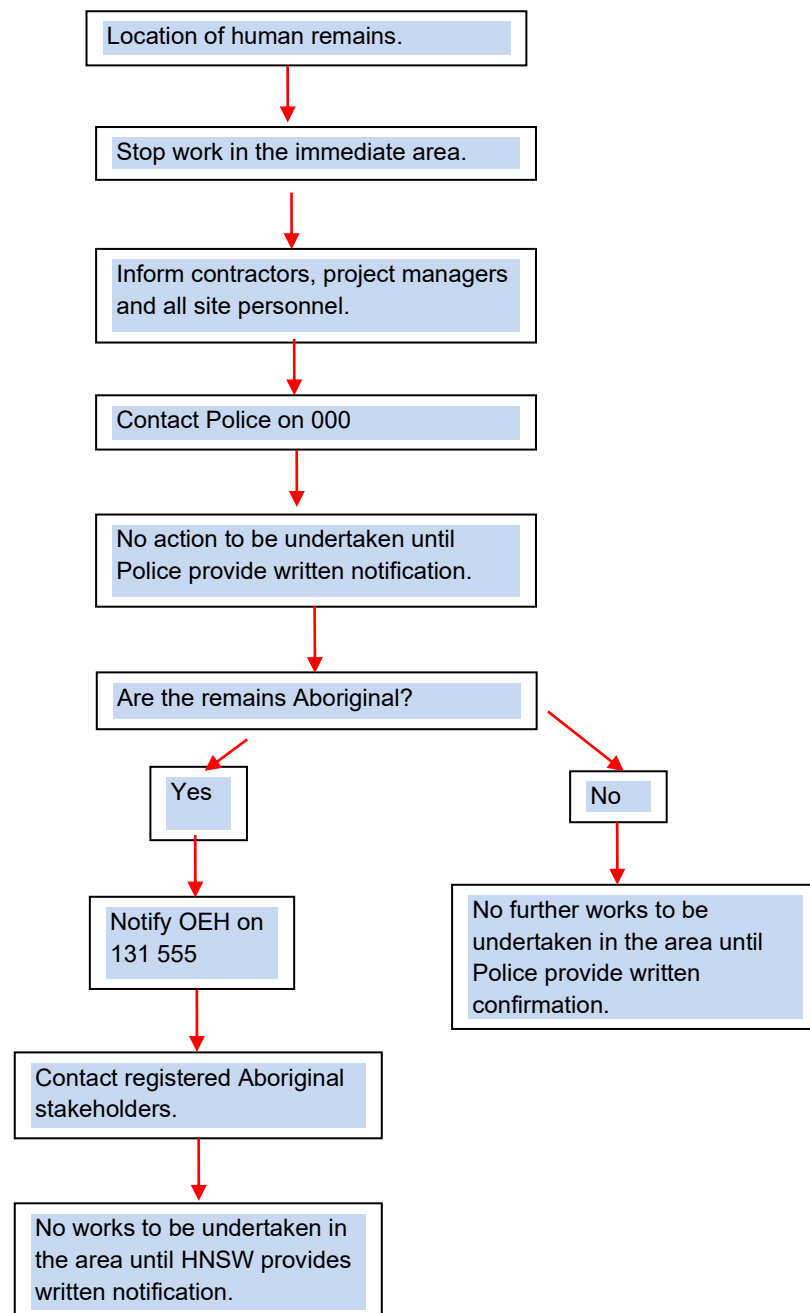 Location of human remains.
Stop work in the immediate area.
Inform contractors, project managers
and all site personnel.
Contact Police on 000
No action to be undertaken until
Police provide written notification.
Are the remains Aboriginal?
Yes
No
Notify OEH on
131 555
No further works to be
undertaken in the area until
Police provide written
confirmation.
Contact registered Aboriginal
stakeholders.
No works to be undertaken in
the area until HNSW provides
written notification.